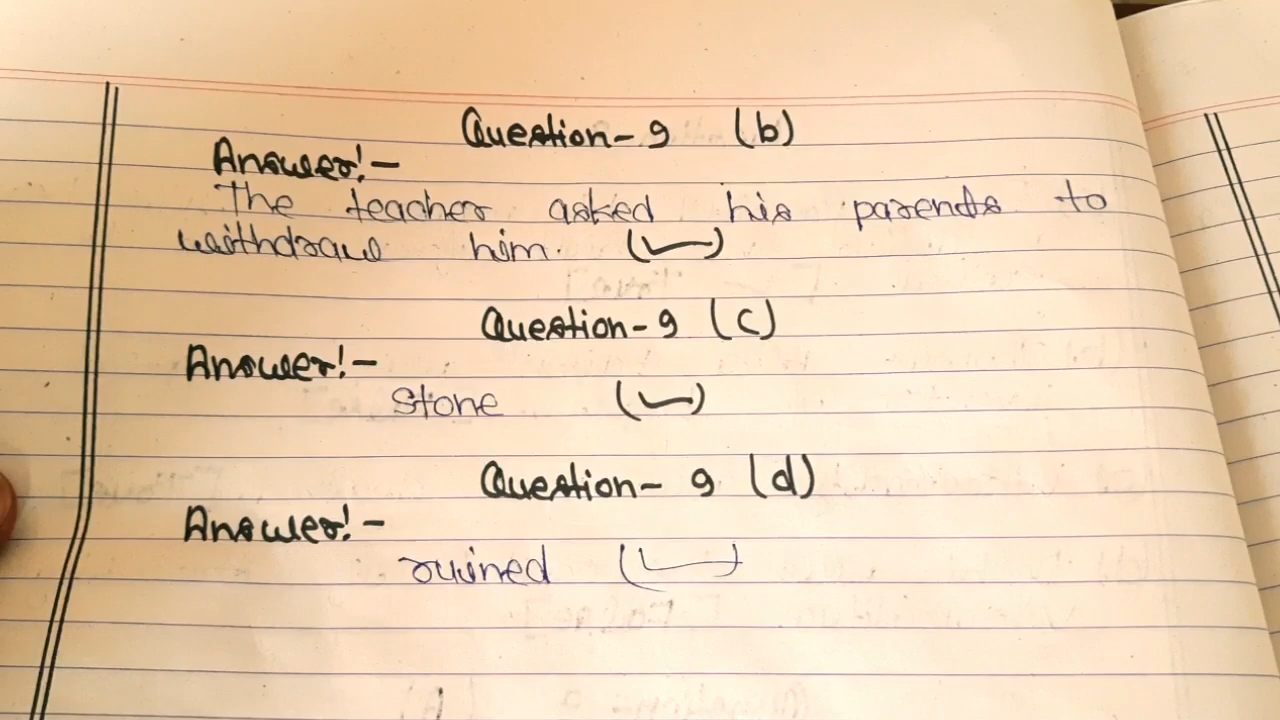 Question-9 (b)
Answer:-
The teacher asked his parents to
withdraw him. (✓)
Question-9 (c)
Answer:-
Stone (✓)
Question-9 (d)
Answer:-
ruined (✓)